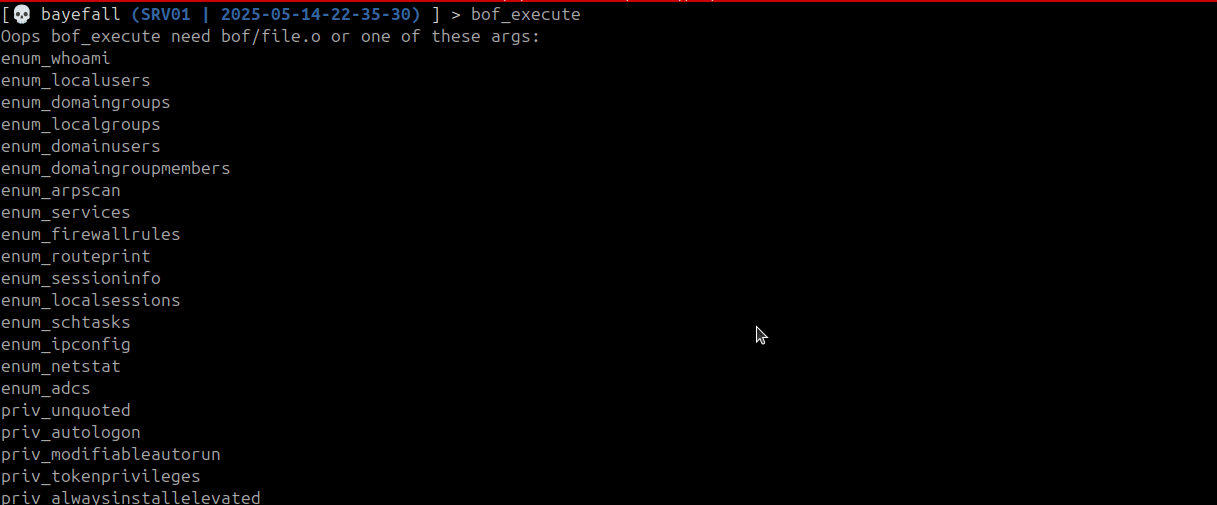 [💀 bayefall (SRV01 | 2025-05-14-22-35-30) ] > bof_execute
Oops bof_execute need bof/file.o or one of these args:
enum_whoami
enum_localusers
enum_domaingroups
enum_localgroups
enum_domainusers
enum_domaingroupmembers
enum_arpscan
enum_services
enum_firewallrules
enum_routeprint
enum_sessioninfo
enum_localsessions
enum_schtasks
enum_ipconfig
enum_netstat
enum_adcs
priv_unquoted
priv_autologon
priv_modifiableautorun
priv_tokenprivileges
priv_alwaysinstallelevated